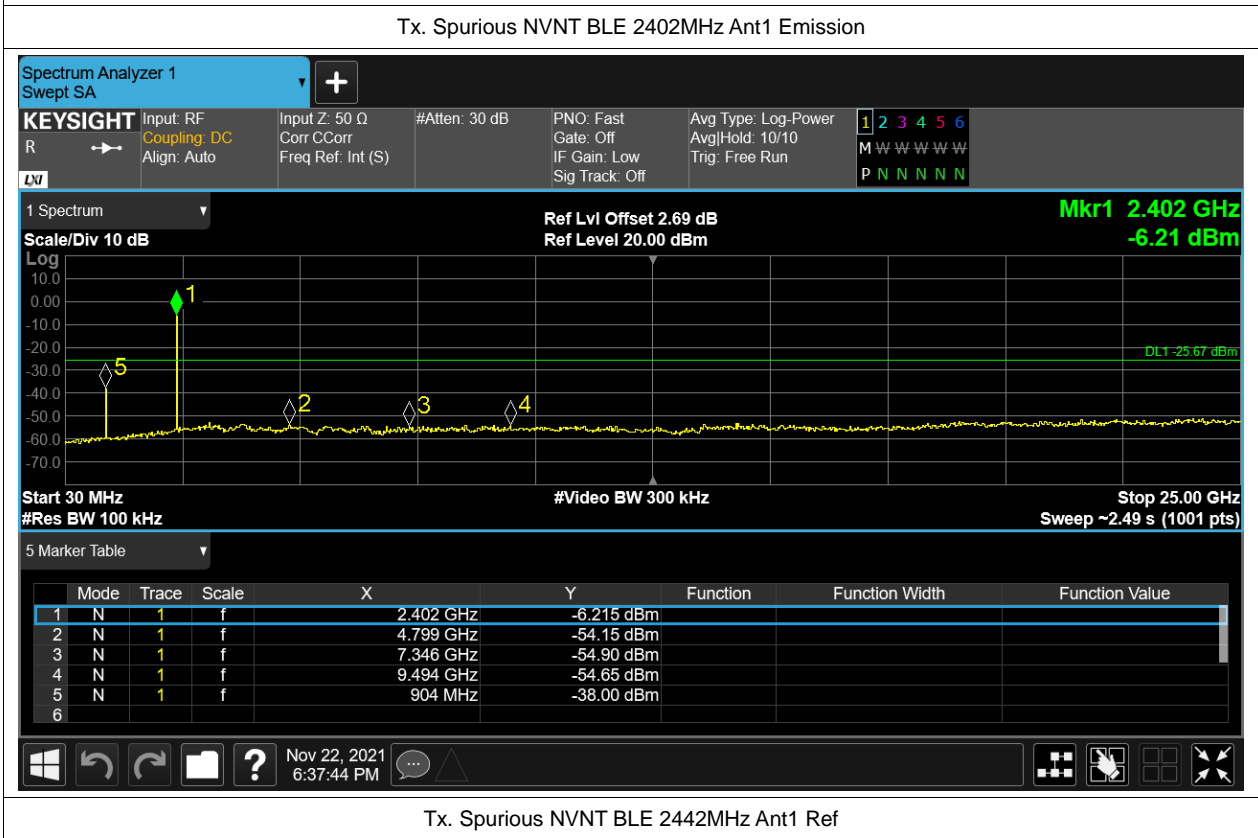 Tx. Spurious NVNT BLE 2402MHz Ant1 Emission
Spectrum Analyzer 1
Swept SA
KEYSIGHT
R
LXI
Input: RF
Coupling: DC
Align: Auto
Input Z: 50 Ω
Corr CCorr
Freq Ref: Int (S)
#Atten: 30 dB
PNO: Fast
Gate: Off
IF Gain: Low
Sig Track: Off
Avg Type: Log-Power
Avg|Hold: 10/10
Trig: Free Run
1 2 3 4 5 6
M W W W W W
P N N N N N
1 Spectrum
Scale/Div 10 dB
Ref Lvl Offset 2.69 dB
Ref Level 20.00 dBm
Mkr1 2.402 GHz
-6.21 dBm
Log
10.0
0.00
-10.0
-20.0
-30.0
-40.0
-50.0
-60.0
-70.0
1
DL1 -25.67 dBm
5
2
3
4
Start 30 MHz
#Video BW 300 kHz
Stop 25.00 GHz
#Res BW 100 kHz
Sweep ~2.49 s (1001 pts)
5 Marker Table
Mode Trace Scale X Y Function Function Width Function Value
1 N 1 f 2.402 GHz -6.215 dBm
2 N 1 f 4.799 GHz -54.15 dBm
3 N 1 f 7.346 GHz -54.90 dBm
4 N 1 f 9.494 GHz -54.65 dBm
5 N 1 f 904 MHz -38.00 dBm
6
?
Nov 22, 2021
6:37:44 PM
Tx. Spurious NVNT BLE 2442MHz Ant1 Ref